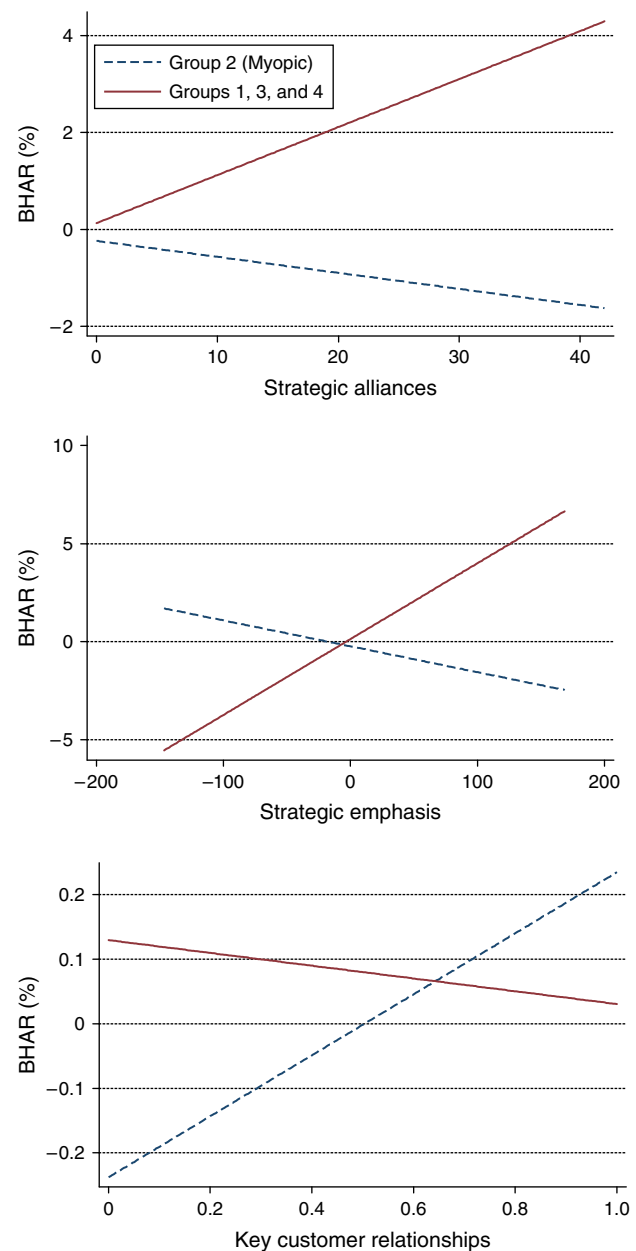 4
2
0
−2
BHAR (%)
Group 2 (Myopic)
Groups 1, 3, and 4
0 10 20 30 40
Strategic alliances
10
5
0
−5
BHAR (%)
−200 −100 0 100 200
Strategic emphasis
0.2
0.1
0
−0.1
−0.2
BHAR (%)
0 0.2 0.4 0.6 0.8 1.0
Key customer relationships